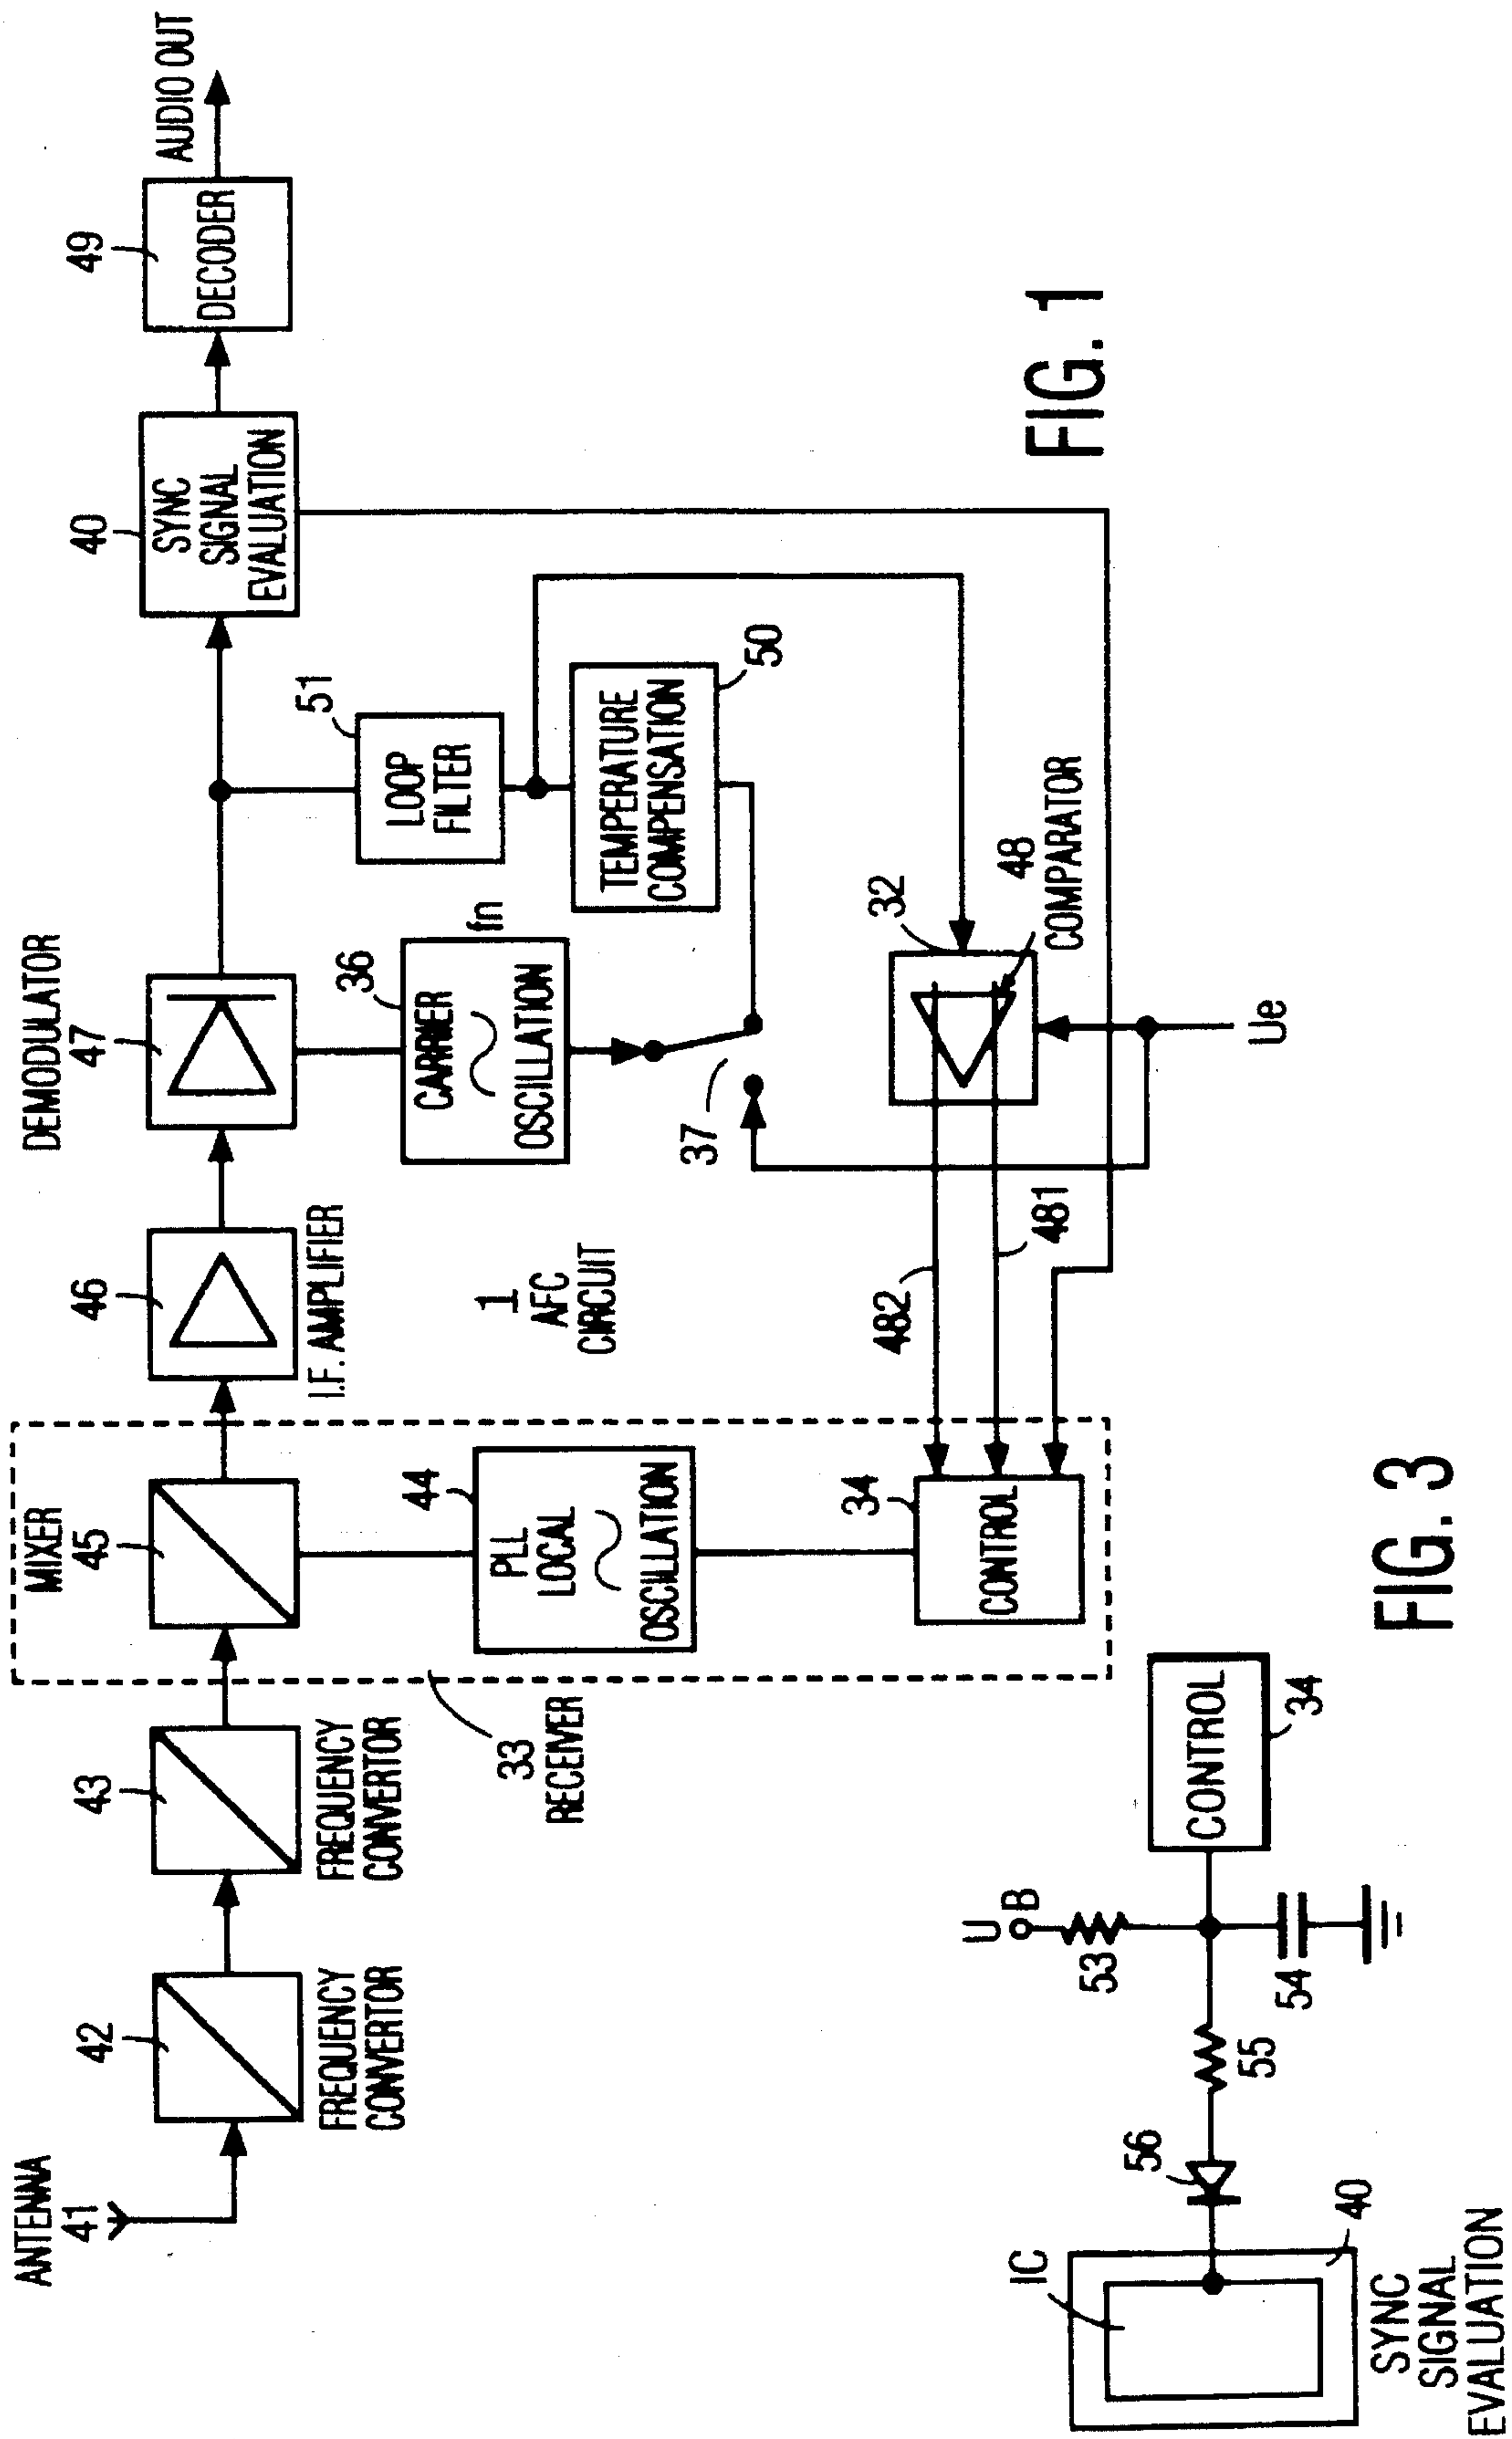 ANTENNA
41
42
FREQUENCY
CONVERTOR
43
FREQUENCY
CONVERTOR
MIXER
45
33
RECEIVER
44
PLL
LOCAL
OSCILLATION
34
CONTROL
46
I.F. AMPLIFIER
1
AFC
CIRCUIT
482
481
DEMODULATOR
47
36
CARRIER
OSCILLATION
fn
37
32
48
COMPARATOR
Ue
51
LOOP
FILTER
TEMPERATURE
COMPENSATION
50
40
SYNC
SIGNAL
EVALUATION
49
DECODER
AUDIO OUT
FIG. 1
IC
40
SYNC
SIGNAL
EVALUATION
56
55
U
B
53
54
CONTROL
34
FIG. 3